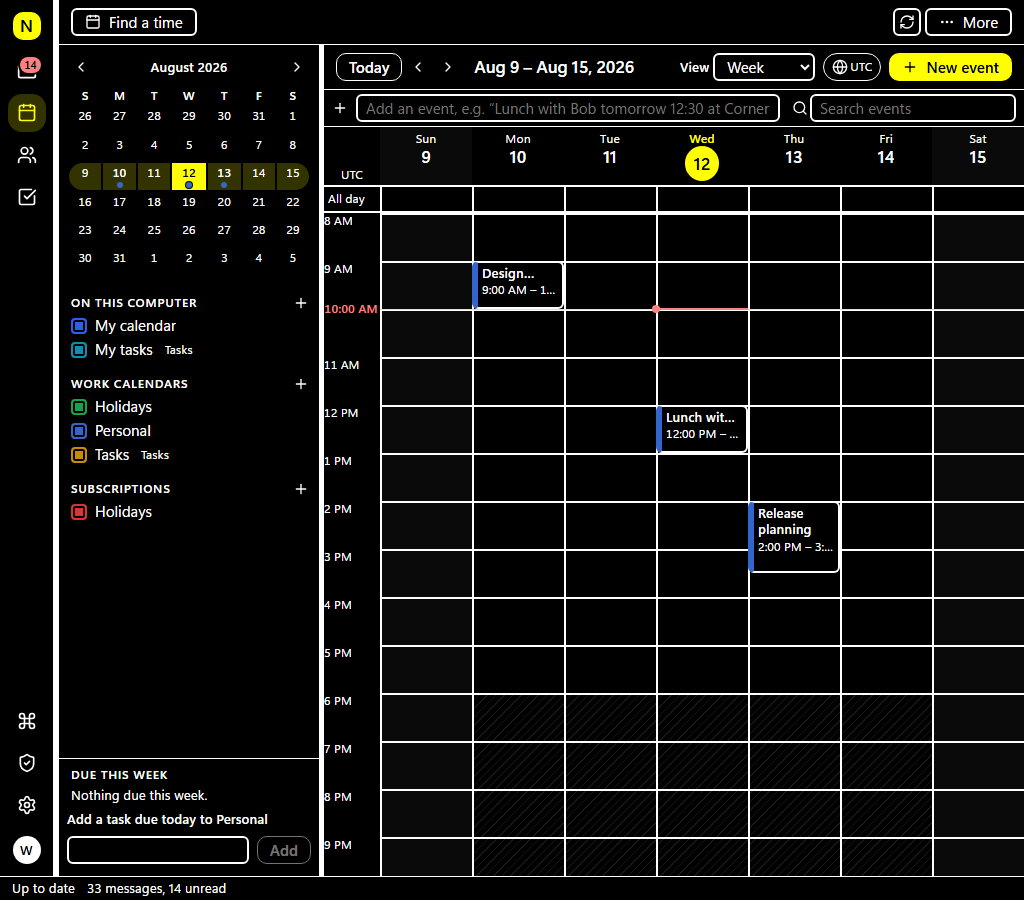 N
Find a time
More
14
August 2026
S M T W T F S
26 27 28 29 30 31 1
2 3 4 5 6 7 8
9 10 11 12 13 14 15
16 17 18 19 20 21 22
23 24 25 26 27 28 29
30 31 1 2 3 4 5
ON THIS COMPUTER
My calendar
My tasks Tasks
WORK CALENDARS
Holidays
Personal
Tasks Tasks
SUBSCRIPTIONS
Holidays
DUE THIS WEEK
Nothing due this week.
Add a task due today to Personal
Add
W
Today
Aug 9 – Aug 15, 2026
View
Week
UTC
New event
Add an event, e.g. "Lunch with Bob tomorrow 12:30 at Corner
Search events
Sun Mon Tue Wed Thu Fri Sat
9 10 11 12 13 14 15
UTC
All day
8 AM
9 AM
Design...
9:00 AM – 1...
10:00 AM
11 AM
12 PM
Lunch wit...
12:00 PM – ...
1 PM
2 PM
Release
planning
2:00 PM – 3:...
3 PM
4 PM
5 PM
6 PM
7 PM
8 PM
9 PM
Up to date 33 messages, 14 unread